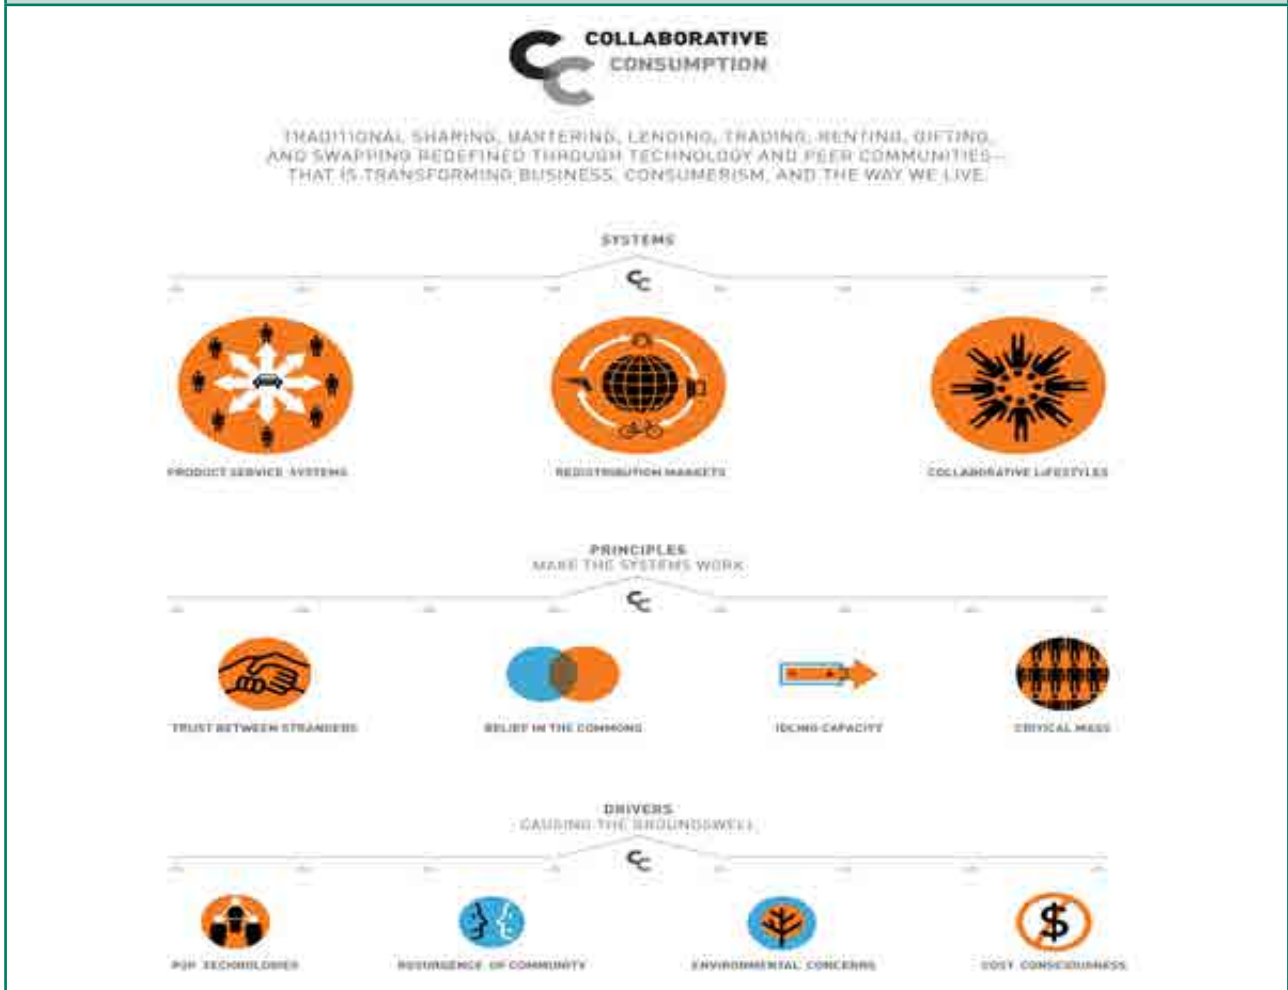 COLLABORATIVE
CONSUMPTION
TRADITIONAL SHARING, BARTERING, LENDING, TRADING, RENTING, GIFTING,
AND SWAPPING REDEFINED THROUGH TECHNOLOGY AND PEER COMMUNITIES—
THAT IS TRANSFORMING BUSINESS, CONSUMERISM, AND THE WAY WE LIVE.
SYSTEMS
CC
PRODUCT SERVICE SYSTEMS
REDISTRIBUTION MARKETS
COLLABORATIVE LIFESTYLES
PRINCIPLES
MAKE THE SYSTEMS WORK
CC
TRUST BETWEEN STRANGERS
BELIEF IN THE COMMONS
IDLING CAPACITY
CRITICAL MASS
DRIVERS
CAUSING THE GROUNDSWELL
CC
P2P TECHNOLOGIES
RESURGENCE OF COMMUNITY
ENVIRONMENTAL CONCERNS
$
COST CONSCIOUSNESS